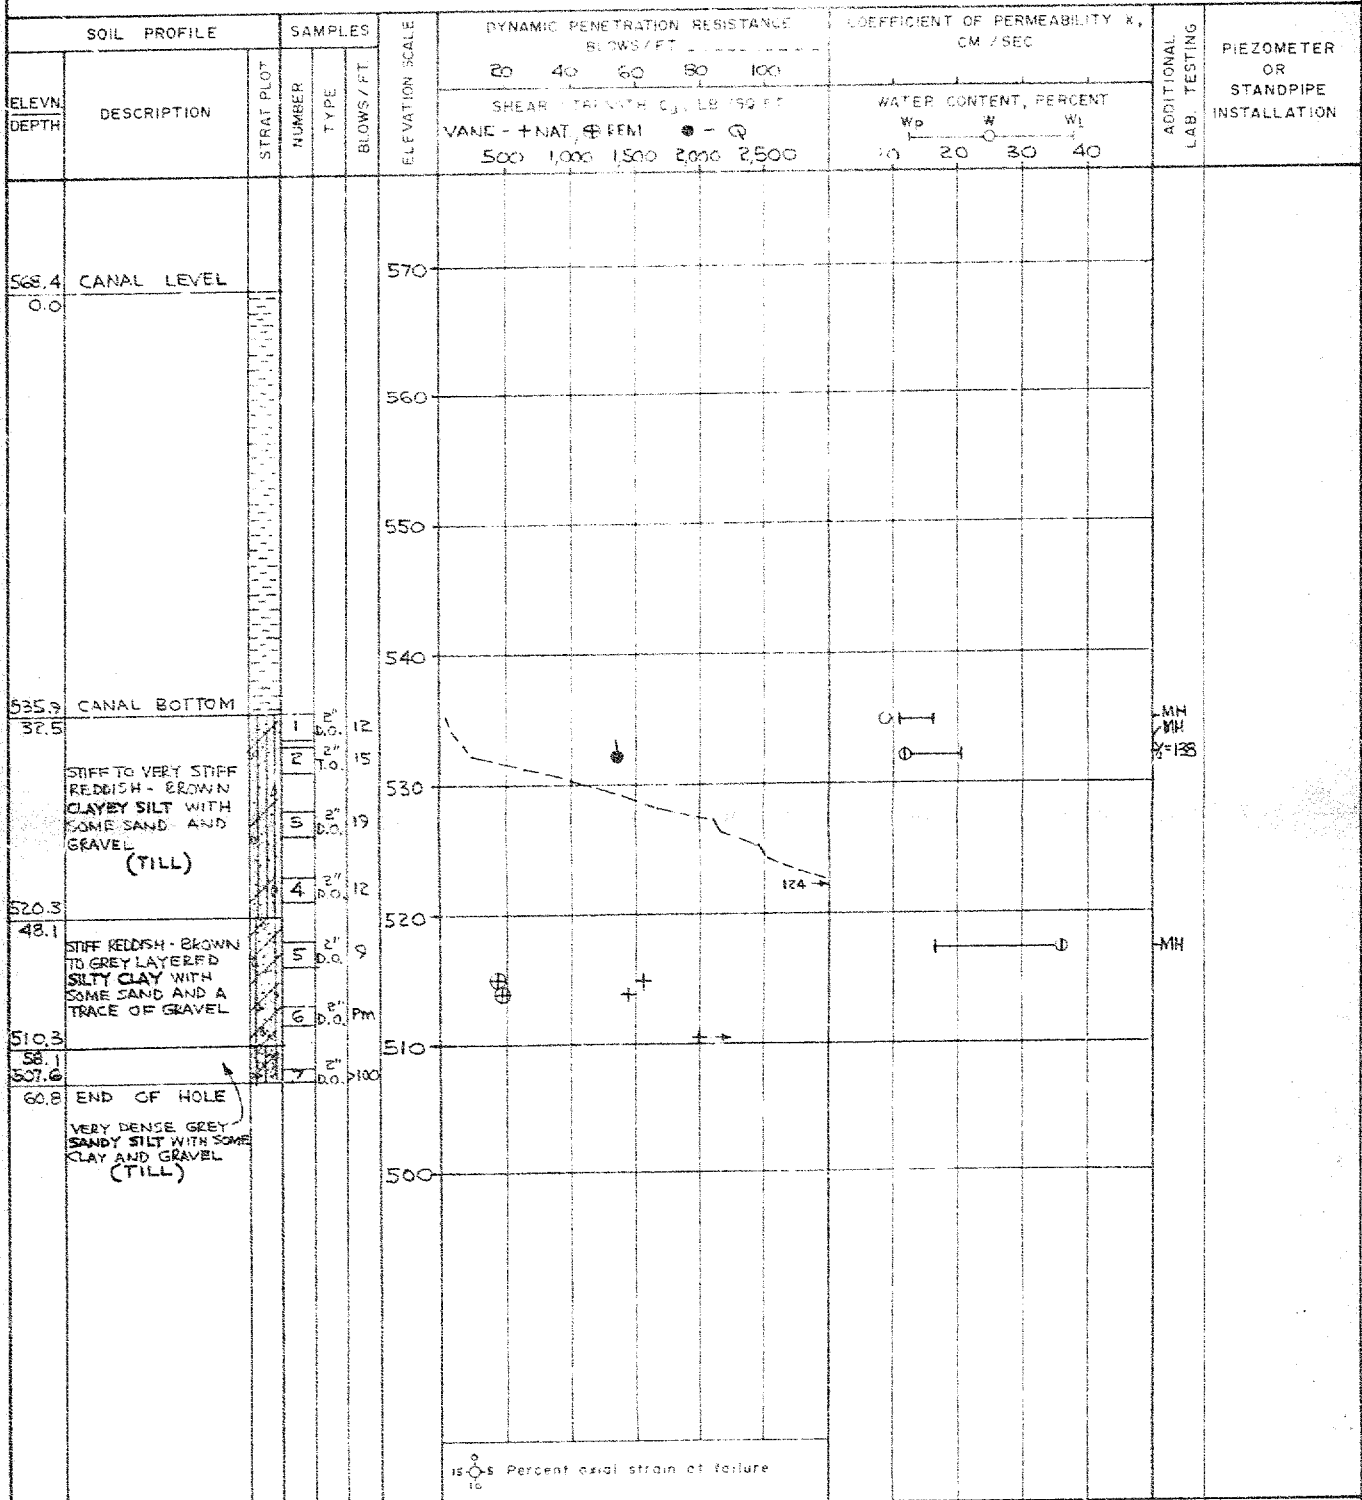 SOIL PROFILE
SAMPLES
ELEVATION SCALE
DYNAMIC PENETRATION RESISTANCE
BLOWS/FT
20 40 60 80 100
SHEAR STRENGTH Cu, LB/SQ FT
VANE - + NAT. ⊕ REM ● - Q
500 1,000 1,500 2,000 2,500
COEFFICIENT OF PERMEABILITY K,
CM / SEC
WATER CONTENT, PERCENT
Wp W Wl
10 20 30 40
ADDITIONAL
LAB. TESTING
PIEZOMETER
OR
STANDPIPE
INSTALLATION
ELEVN.
DEPTH
DESCRIPTION
STRAT PLOT
NUMBER
TYPE
BLOWS / FT.
568.4 CANAL LEVEL
0.0
570
560
550
540
530
520
510
500
535.9 CANAL BOTTOM
32.5
1 2" D.O. 12
2 2" T.O. 15
3 2" D.O. 19
4 2" D.O. 12
STIFF TO VERY STIFF
REDDISH - BROWN
CLAYEY SILT WITH
SOME SAND AND
GRAVEL
(TILL)
MH
MH
γ=138
124
520.3
48.1
STIFF REDDISH - BROWN
TO GREY LAYERED
SILTY CLAY WITH
SOME SAND AND A
TRACE OF GRAVEL
5 2" D.O. 9
6 2" D.O. Pm
MH
510.3
58.1
507.6
7 2" D.O. >100
60.8 END OF HOLE
VERY DENSE GREY
SANDY SILT WITH SOME
CLAY AND GRAVEL
(TILL)
15 5 Percent axial strain at failure
10